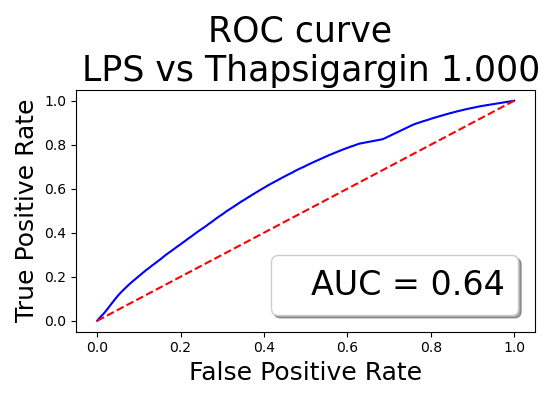 ROC curve
LPS vs Thapsigargin 1.000
True Positive Rate
1.0
0.8
0.6
0.4
0.2
0.0
AUC = 0.64
0.0 0.2 0.4 0.6 0.8 1.0
False Positive Rate